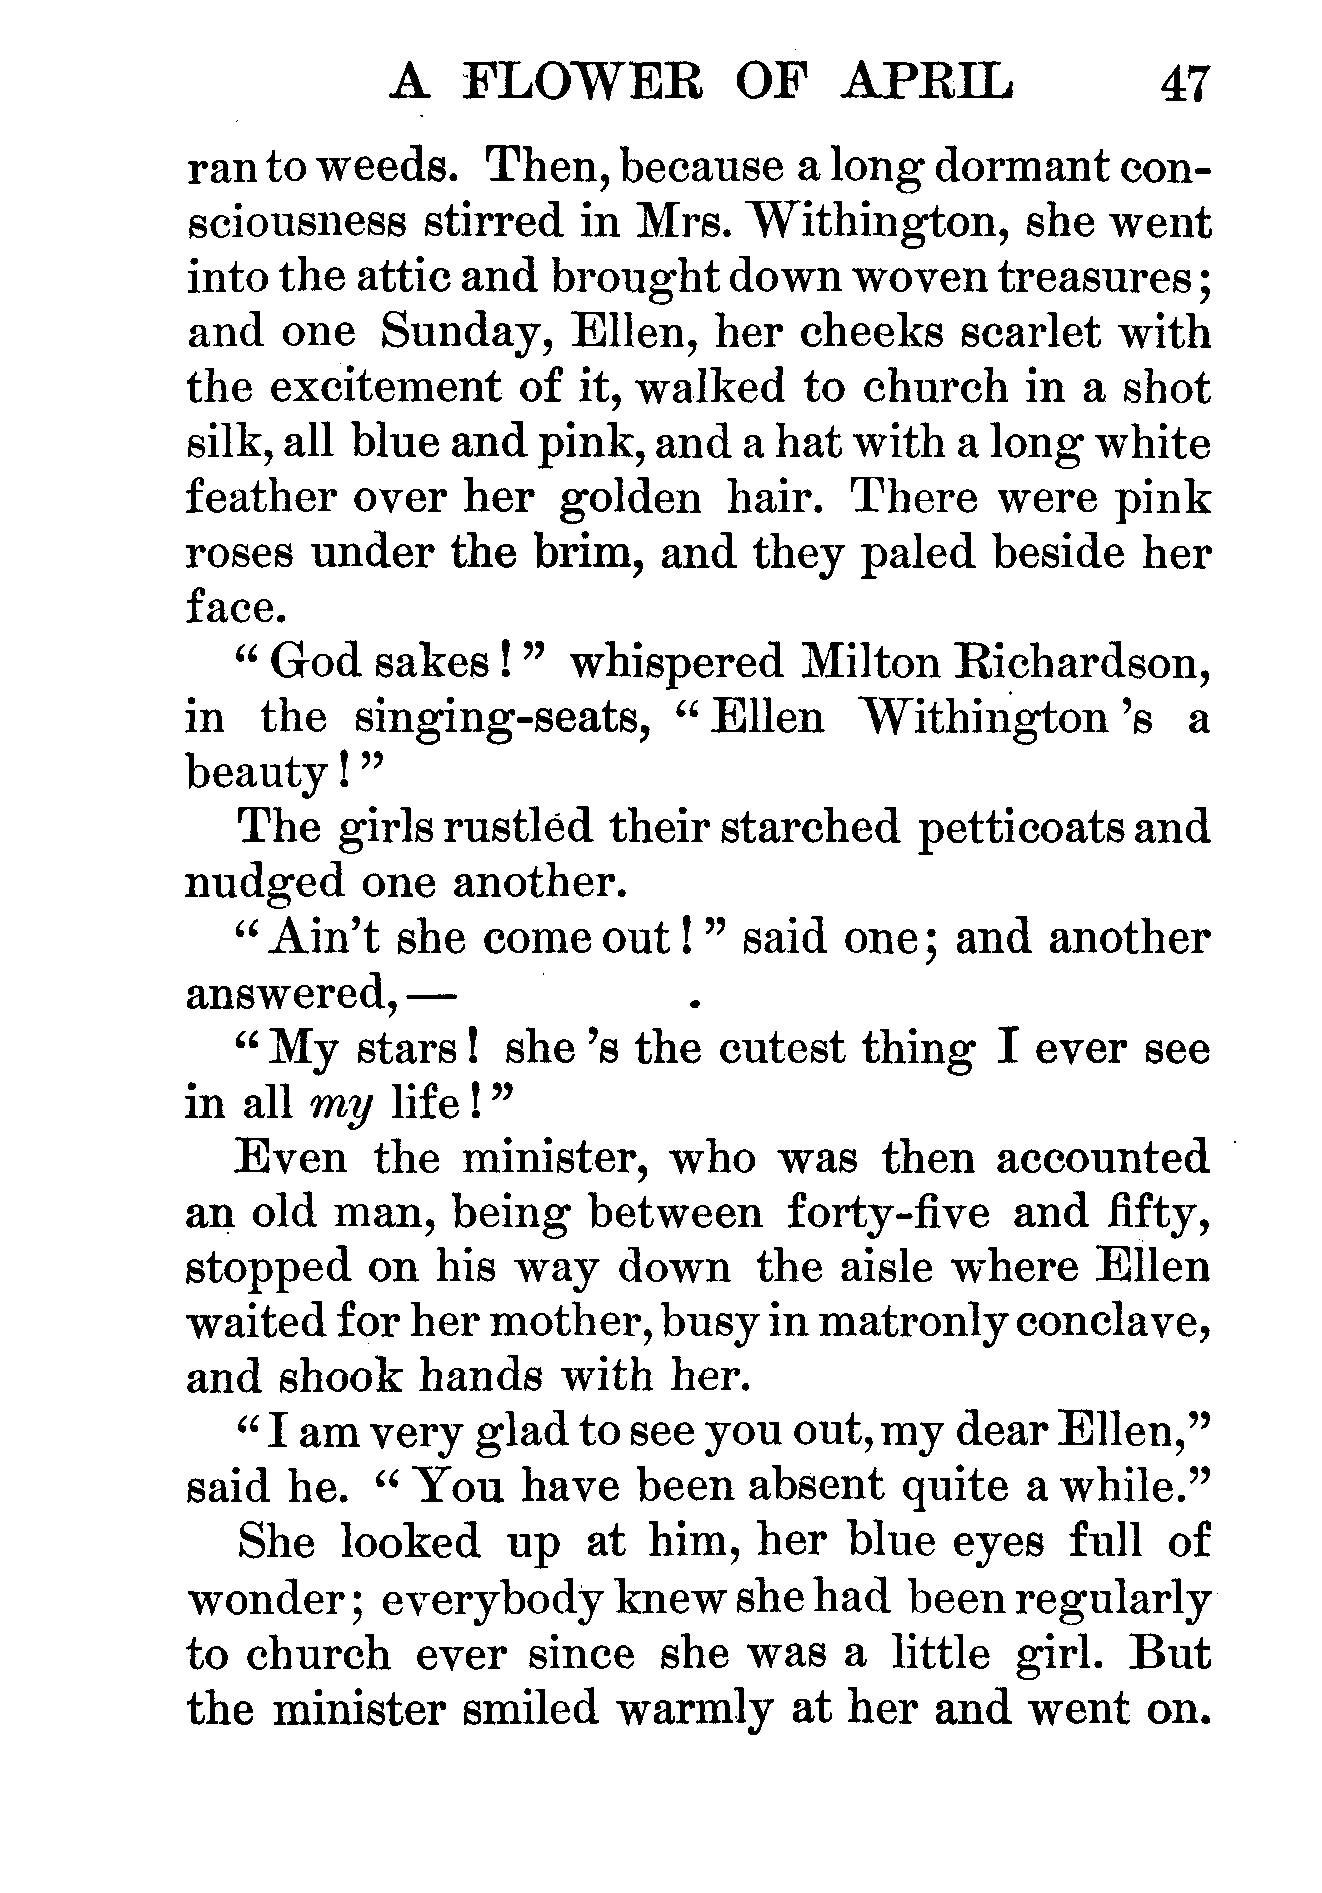 A FLOWER OF APRIL 47
ran to weeds. Then, because a long dormant con-
sciousness stirred in Mrs. Withington, she went
into the attic and brought down woven treasures;
and one Sunday, Ellen, her cheeks scarlet with
the excitement of it, walked to church in a shot
silk, all blue and pink, and a hat with a long white
feather over her golden hair. There were pink
roses under the brim, and they paled beside her
face.
“ God sakes ! ” whispered Milton Richardson,
in the singing-seats, “ Ellen Withington ’s a
beauty ! ”
The girls rustled their starched petticoats and
nudged one another.
“ Ain’t she come out ! ” said one; and another
answered, —
“ My stars ! she ’s the cutest thing I ever see
in all my life ! ”
Even the minister, who was then accounted
an old man, being between forty-five and fifty,
stopped on his way down the aisle where Ellen
waited for her mother, busy in matronly conclave,
and shook hands with her.
“ I am very glad to see you out, my dear Ellen,”
said he. “ You have been absent quite a while.”
She looked up at him, her blue eyes full of
wonder; everybody knew she had been regularly
to church ever since she was a little girl. But
the minister smiled warmly at her and went on.